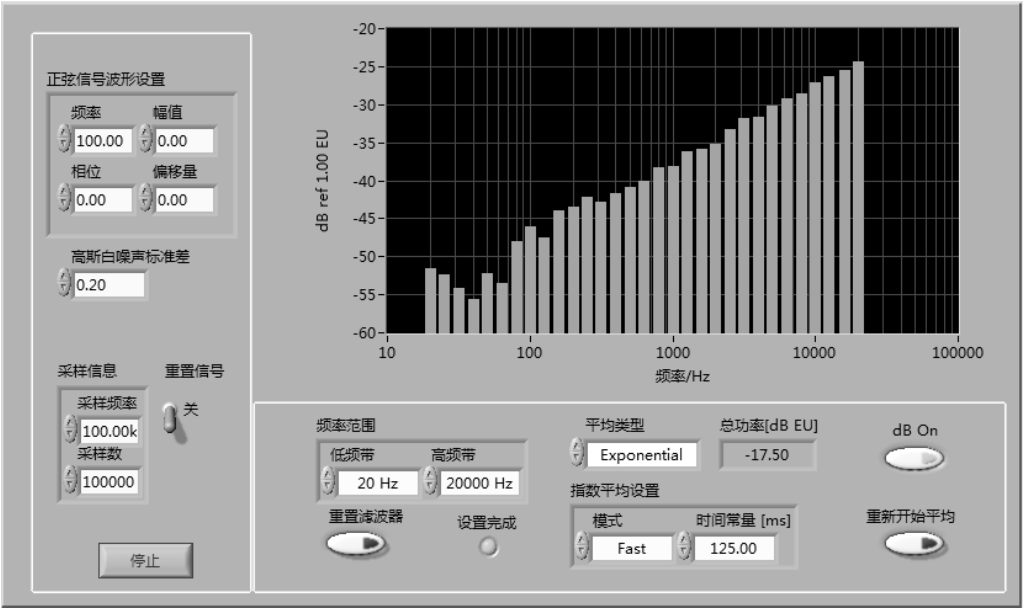 正弦信号波形设置
频率 幅值
100.00 0.00
相位 偏移量
0.00 0.00
高斯白噪声标准差
0.20
采样信息 重置信号
采样频率 关
100.00k
采样数
100000
停止
dB ref 1.00 EU
-20
-25
-30
-35
-40
-45
-50
-55
-60
10 100 1000 10000 100000
频率/Hz
频率范围
低频带 高频带
20 Hz 20000 Hz
重置滤波器 设置完成
平均类型 总功率[dB EU]
Exponential -17.50
指数平均设置
模式 时间常量 [ms]
Fast 125.00
dB On
重新开始平均